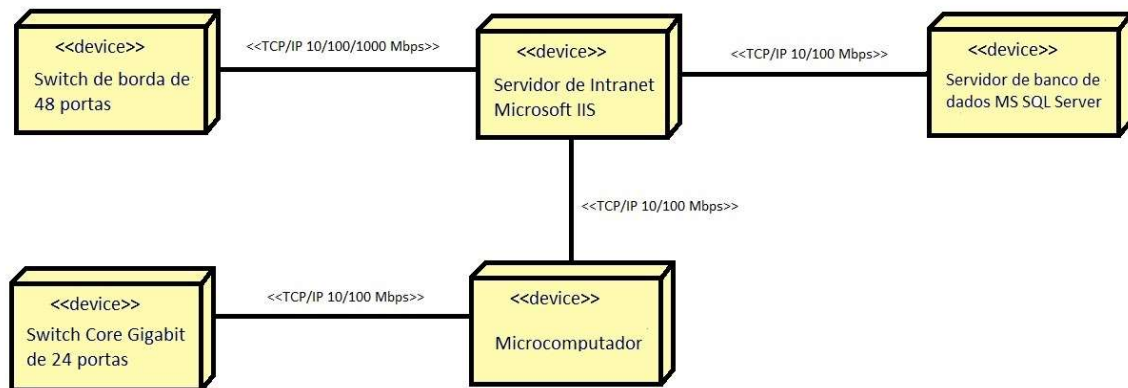 <<device>>
Switch de borda de
48 portas
<<TCP/IP 10/100/1000 Mbps>>
<<device>>
Servidor de Intranet
Microsoft IIS
<<TCP/IP 10/100 Mbps>>
<<device>>
Servidor de banco de
dados MS SQL Server
<<TCP/IP 10/100 Mbps>>
<<device>>
Switch Core Gigabit
de 24 portas
<<TCP/IP 10/100 Mbps>>
<<device>>
Microcomputador